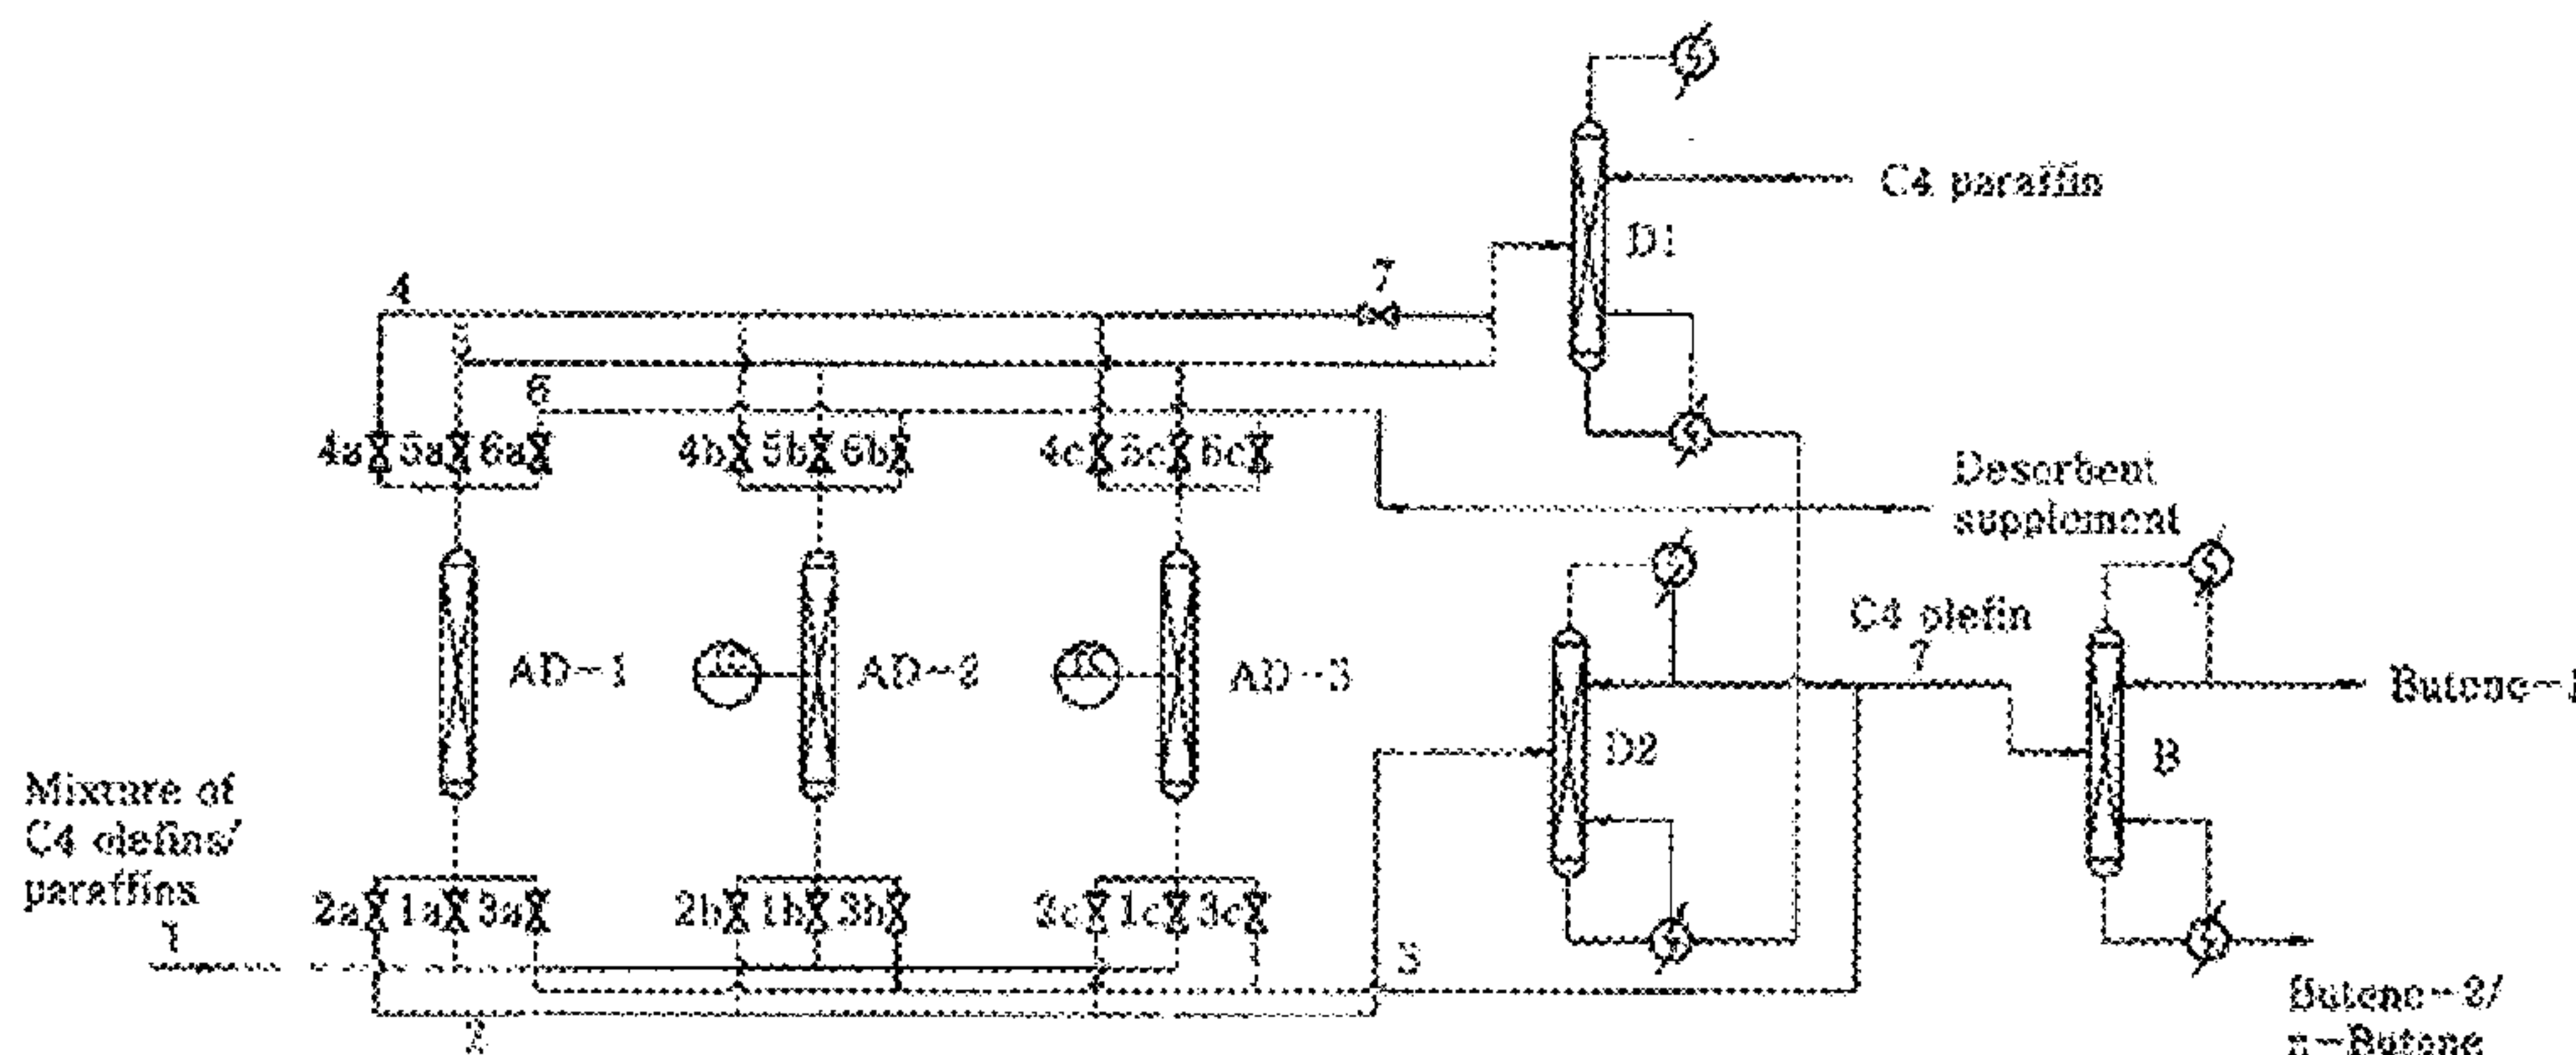 C4 paraffin
D1
7
4
5
6
4a 5a 6a
4b 5b 6b
4c 5c 6c
Desorbent
supplement
C4 olefin
7
AD-1
AD-2
AD-3
D2
B
Butene-1
Mixture of
C4 olefins/
paraffins
1
2a 1a 3a
2b 1b 3b
2c 1c 3c
3
2
Butene-2/